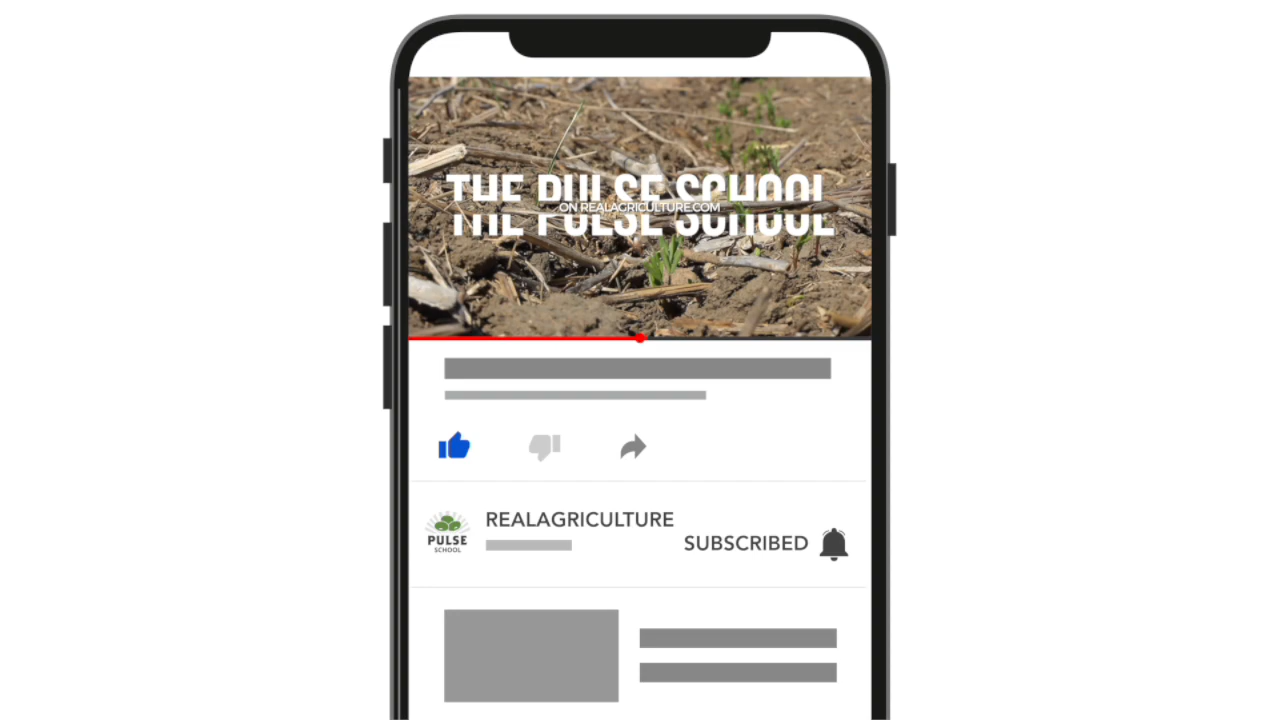 THE PULSE SCHOOL
ON REALAGRICULTURE.COM
REALAGRICULTURE
PULSE
SCHOOL
SUBSCRIBED